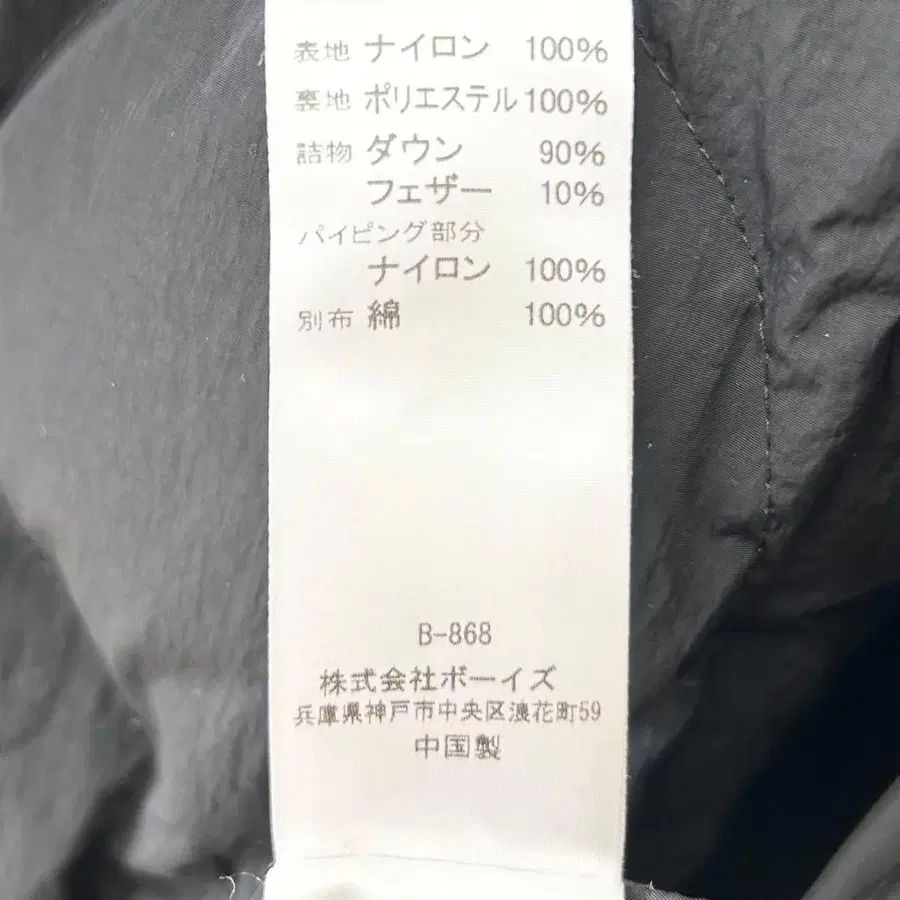 表地 ナイロン 100%
裏地 ポリエステル 100%
詰物 ダウン 90%
フェザー 10%
パイピング部分
ナイロン 100%
別布 綿 100%
B-868
株式会社ボーイズ
兵庫県神戸市中央区浪花町59
中国製